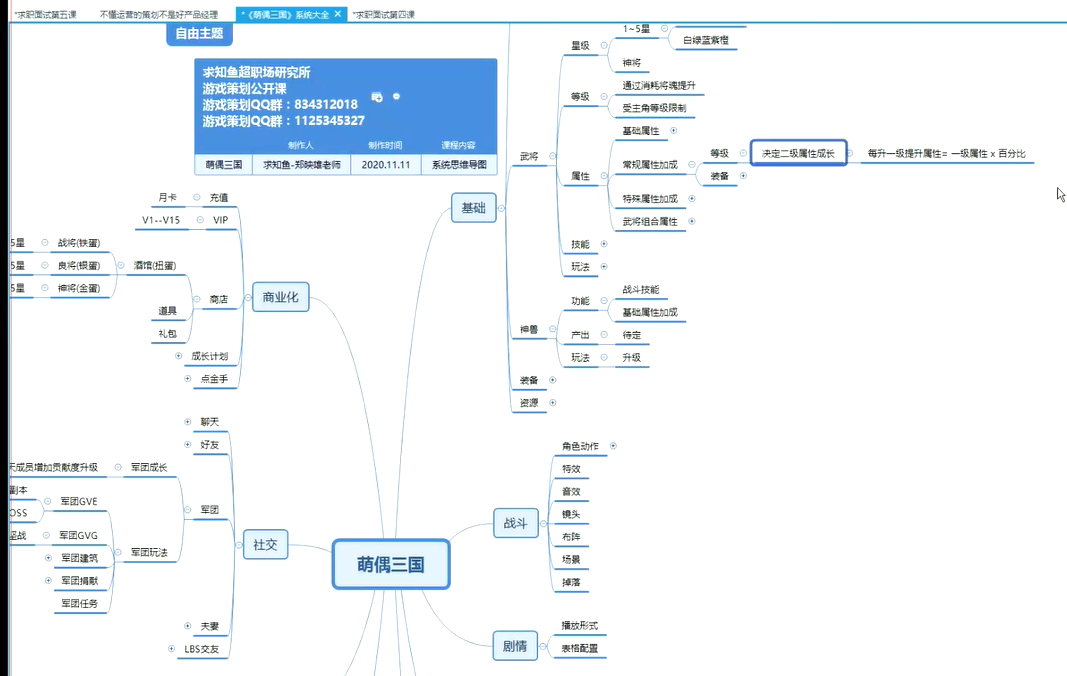 *求职面试第五课
不懂运营的策划不是好产品经理
*《萌偶三国》系统大全
*求职面试第四课
自由主题
求知鱼超职场研究所
游戏策划公开课
游戏策划QQ群：834312018
游戏策划QQ群：1125345327
制作人 制作时间 课程内容
萌偶三国 求知鱼-郑映雄老师 2020.11.11 系统思维导图
萌偶三国
基础
武将
星级
1~5星
白绿蓝紫橙
神将
等级
通过消耗将魂提升
受主角等级限制
属性
基础属性
常规属性加成
等级
决定二级属性成长
每升一级提升属性= 一级属性 x 百分比
装备
特殊属性加成
武将组合属性
技能
玩法
神兽
功能
战斗技能
基础属性加成
产出
待定
玩法
升级
装备
资源
战斗
角色动作
特效
音效
镜头
布阵
场景
掉落
剧情
播放形式
表格配置
商业化
充值
月卡
VIP
V1--V15
商店
酒馆(扭蛋)
战将(铁蛋)
5星
良将(银蛋)
5星
神将(金蛋)
5星
道具
礼包
成长计划
点金手
社交
聊天
好友
军团
军团成长
成员增加贡献度升级
军团玩法
军团GVE
副本
OSS
军团GVG
军团建筑
军团捐献
军团任务
夫妻
LBS交友